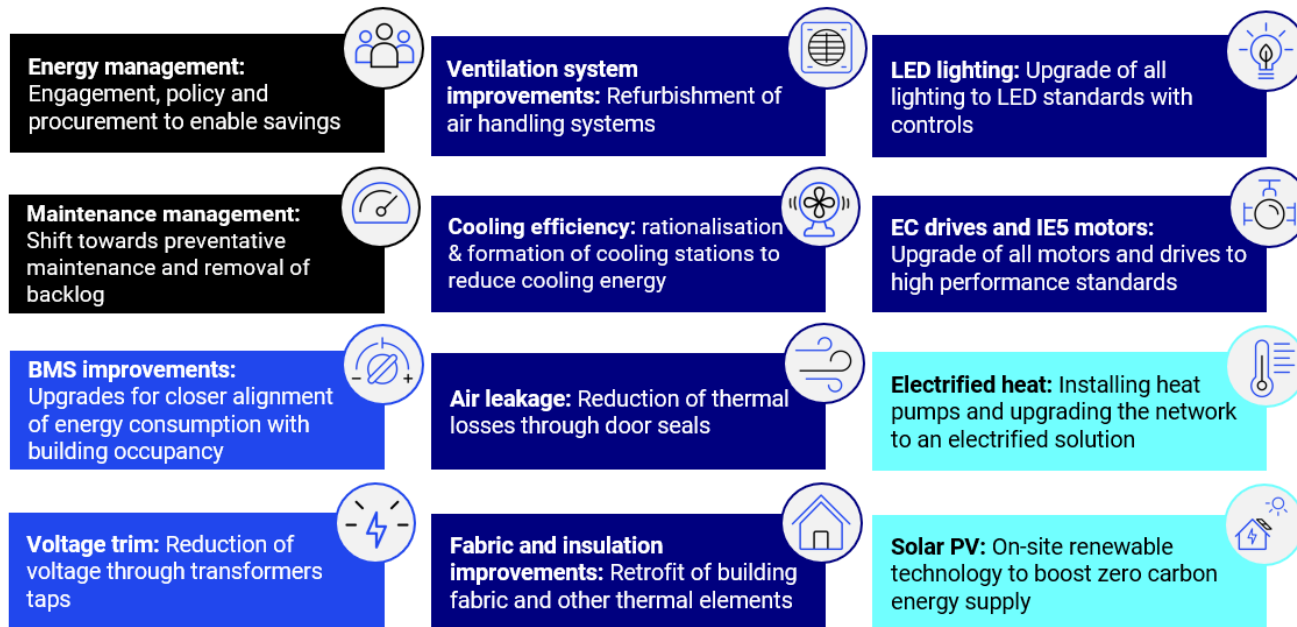 Energy management:
Engagement, policy and
procurement to enable savings
Maintenance management:
Shift towards preventative
maintenance and removal of
backlog
BMS improvements:
Upgrades for closer alignment
of energy consumption with
building occupancy
Voltage trim: Reduction of
voltage through transformers
taps
Ventilation system
improvements: Refurbishment of
air handling systems
Cooling efficiency: rationalisation
& formation of cooling stations to
reduce cooling energy
Air leakage: Reduction of thermal
losses through door seals
Fabric and insulation
improvements: Retrofit of building
fabric and other thermal elements
LED lighting: Upgrade of all
lighting to LED standards with
controls
EC drives and IE5 motors:
Upgrade of all motors and drives to
high performance standards
Electrified heat: Installing heat
pumps and upgrading the network
to an electrified solution
Solar PV: On-site renewable
technology to boost zero carbon
energy supply